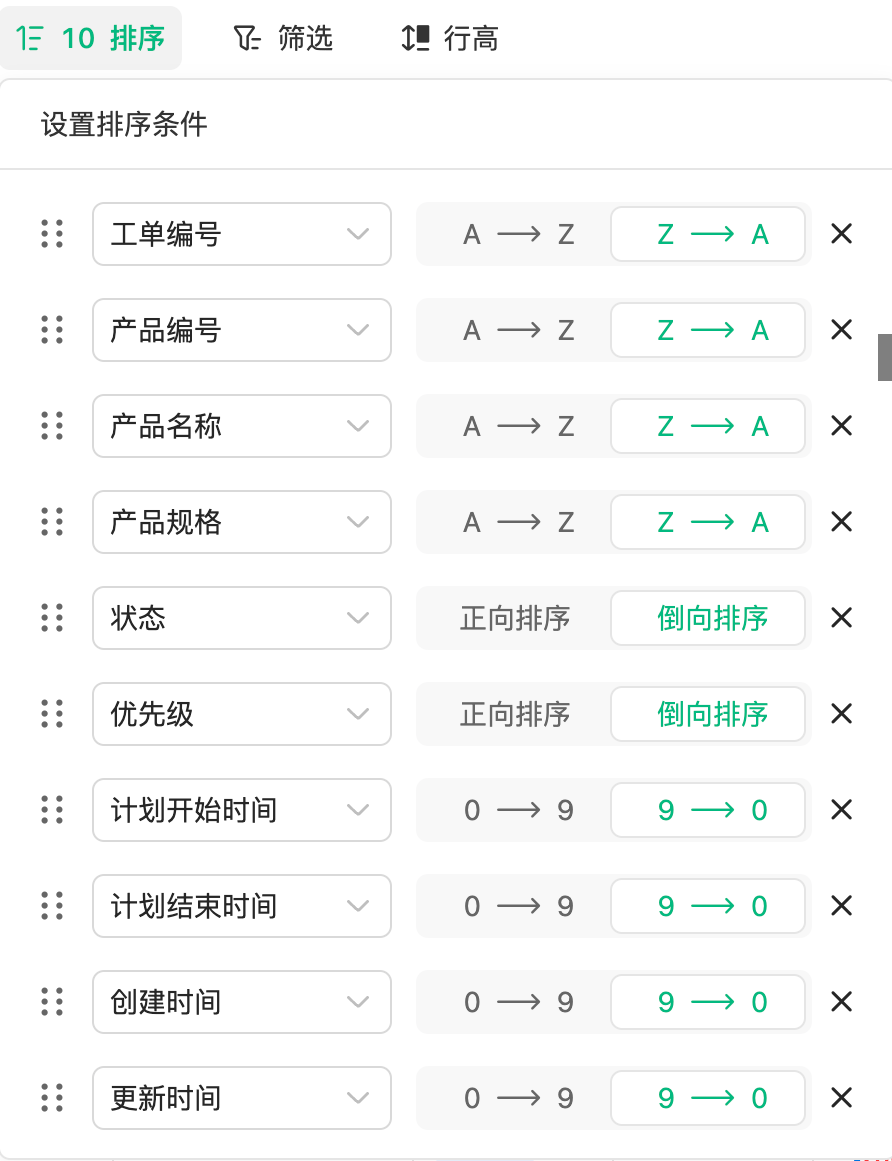 10 排序 筛选 行高
设置排序条件
工单编号 A → Z Z → A
产品编号 A → Z Z → A
产品名称 A → Z Z → A
产品规格 A → Z Z → A
状态 正向排序 倒向排序
优先级 正向排序 倒向排序
计划开始时间 0 → 9 9 → 0
计划结束时间 0 → 9 9 → 0
创建时间 0 → 9 9 → 0
更新时间 0 → 9 9 → 0